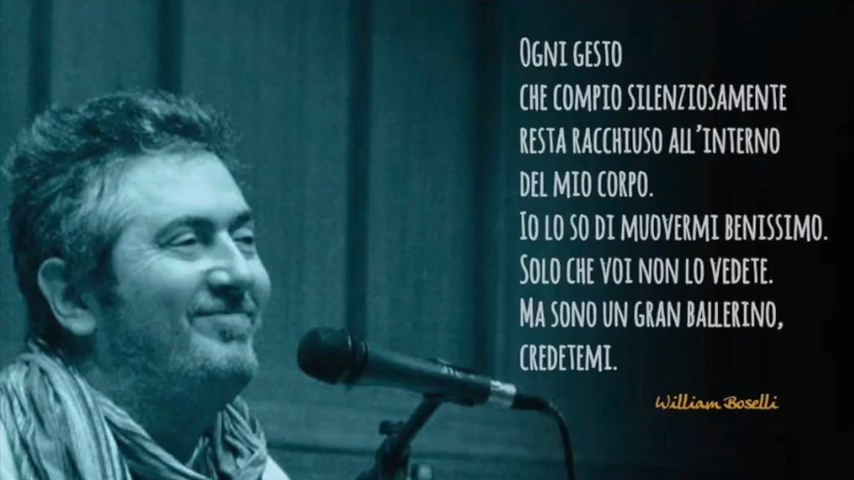 OGNI GESTO
CHE COMPIO SILENZIOSAMENTE
RESTA RACCHIUSO ALL'INTERNO
DEL MIO CORPO.
IO LO SO DI MUOVERMI BENISSIMO.
SOLO CHE VOI NON LO VEDETE.
MA SONO UN GRAN BALLERINO,
CREDETEMI.
William Boselli